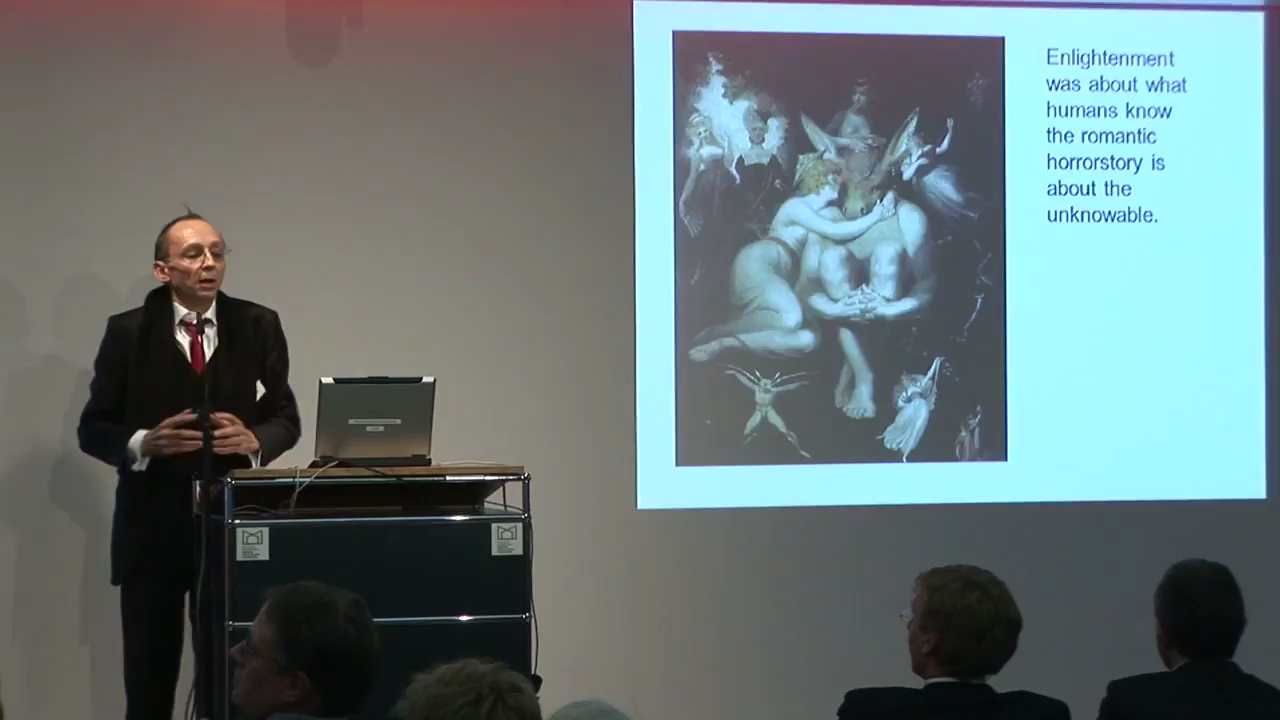 Enlightenment
was about what
humans know
the romantic
horrorstory is
about the
unknowable.